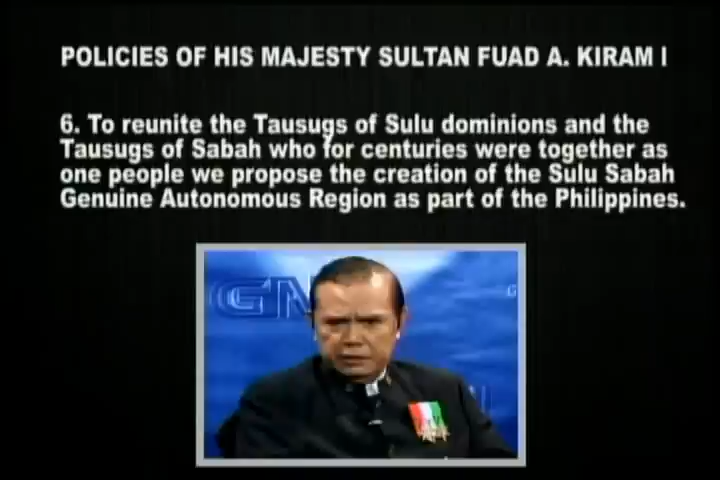 POLICIES OF HIS MAJESTY SULTAN FUAD A. KIRAM I
6. To reunite the Tausugs of Sulu dominions and the
Tausugs of Sabah who for centuries were together as
one people we propose the creation of the Sulu Sabah
Genuine Autonomous Region as part of the Philippines.
GN
G